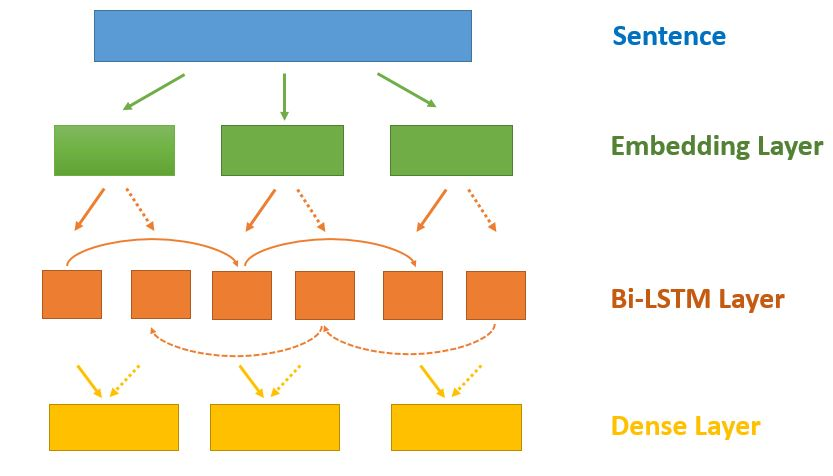 Sentence
Embedding Layer
Bi-LSTM Layer
Dense Layer